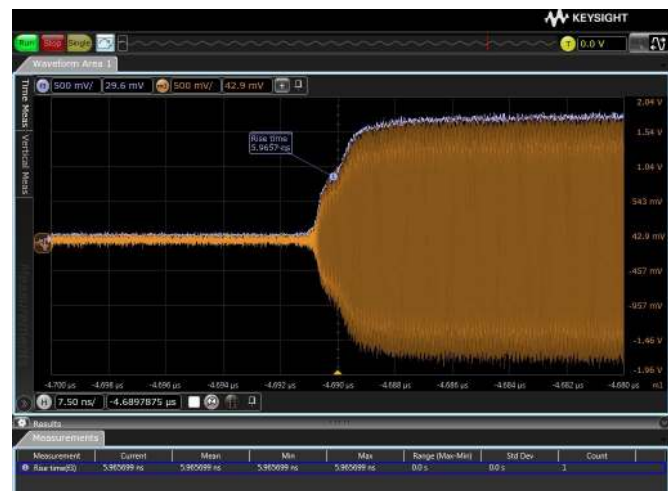 KEYSIGHT
Run Stop Single
T 0.0 V
Waveform Area 1
500 mV/ 29.6 mV 500 mV/ 42.9 mV +
Time Meas
Vertical Meas
Measurements
Rise time
5.9657 ns
2.04 V
1.54 V
1.04 V
543 mV
42.9 mV
-457 mV
-957 mV
-1.46 V
-1.96 V
-4.700 µs -4.698 µs -4.696 µs -4.694 µs -4.692 µs -4.690 µs -4.688 µs -4.686 µs -4.684 µs -4.682 µs -4.680 µs m1
H 7.50 ns/ -4.6897875 µs
Results
Measurements
Measurement Current Mean Min Max Range (Max-Min) Std Dev Count
Rise time(f3) 5.965699 ns 5.965699 ns 5.965699 ns 5.965699 ns 0.0 s 0.0 s 1